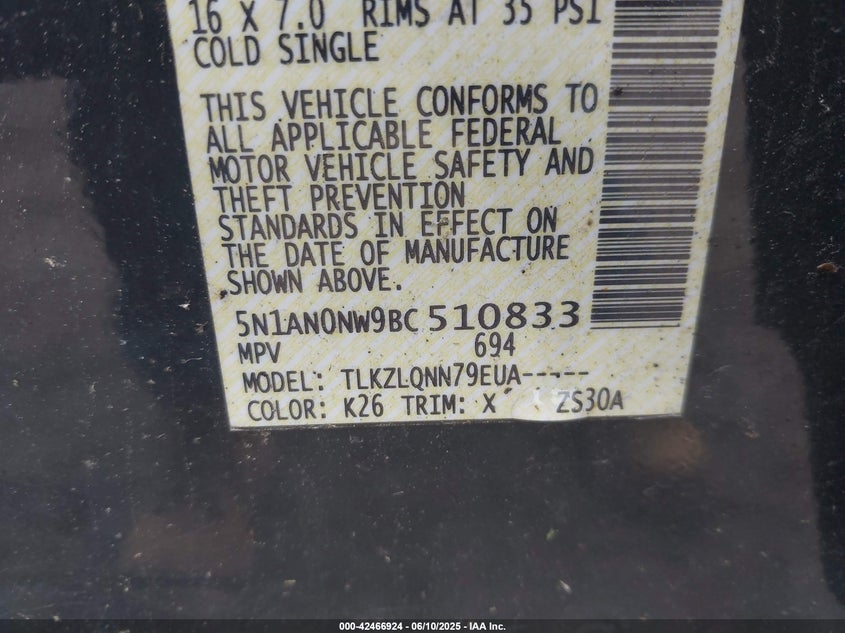 16 X 7.0 RIMS AT 35 PSI
COLD SINGLE
THIS VEHICLE CONFORMS TO
ALL APPLICABLE FEDERAL
MOTOR VEHICLE SAFETY AND
THEFT PREVENTION
STANDARDS IN EFFECT ON
THE DATE OF MANUFACTURE
SHOWN ABOVE.
5N1AN0NW9BC510833
MPV 694
MODEL: TLKZLQNN79EUA-----
COLOR: K26 TRIM: X ZS30A
000-42466924 - 06/10/2025 - IAA Inc.